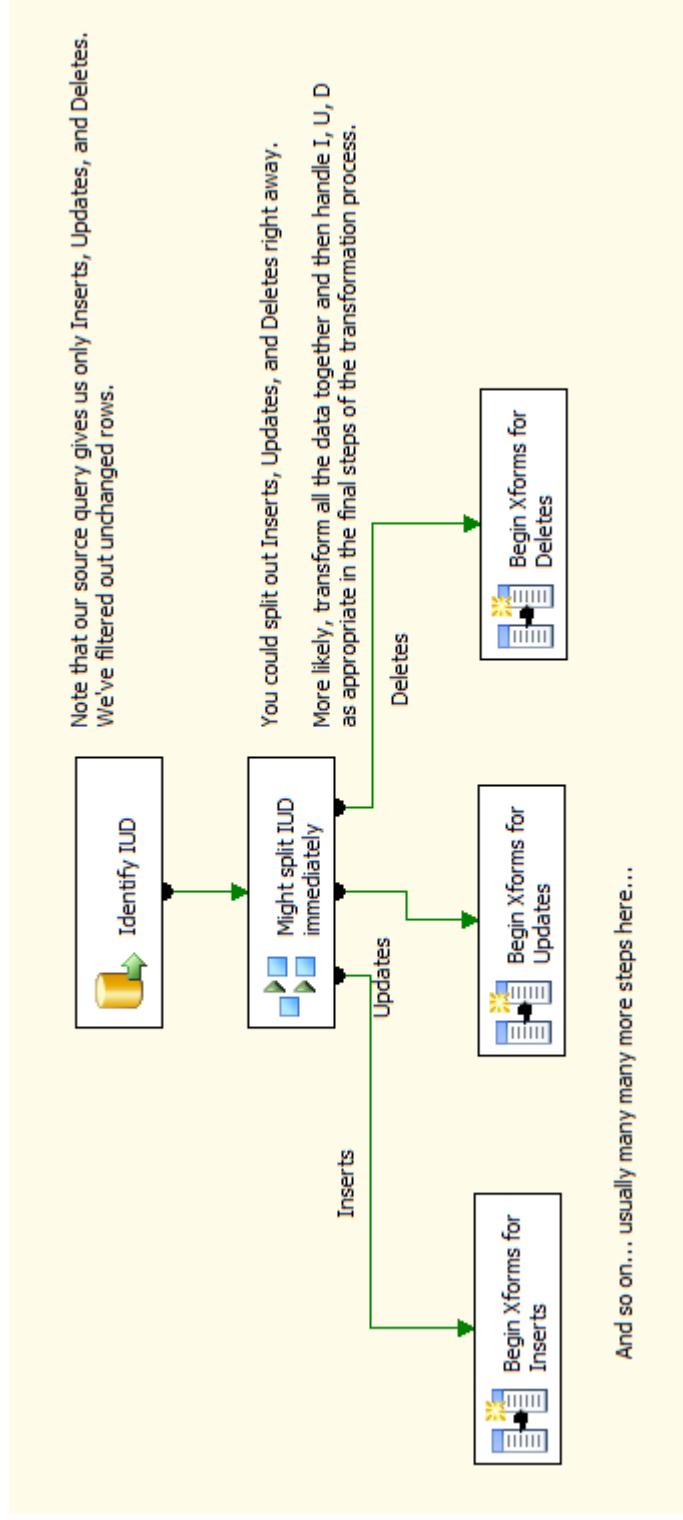 Note that our source query gives us only Inserts, Updates, and Deletes.
We've filtered out unchanged rows.
Identify IUD
You could split out Inserts, Updates, and Deletes right away.
More likely, transform all the data together and then handle I, U, D
as appropriate in the final steps of the transformation process.
Might split IUD
immediately
Inserts
Updates
Deletes
Begin Xforms for
Inserts
Begin Xforms for
Updates
Begin Xforms for
Deletes
And so on... usually many many more steps here...